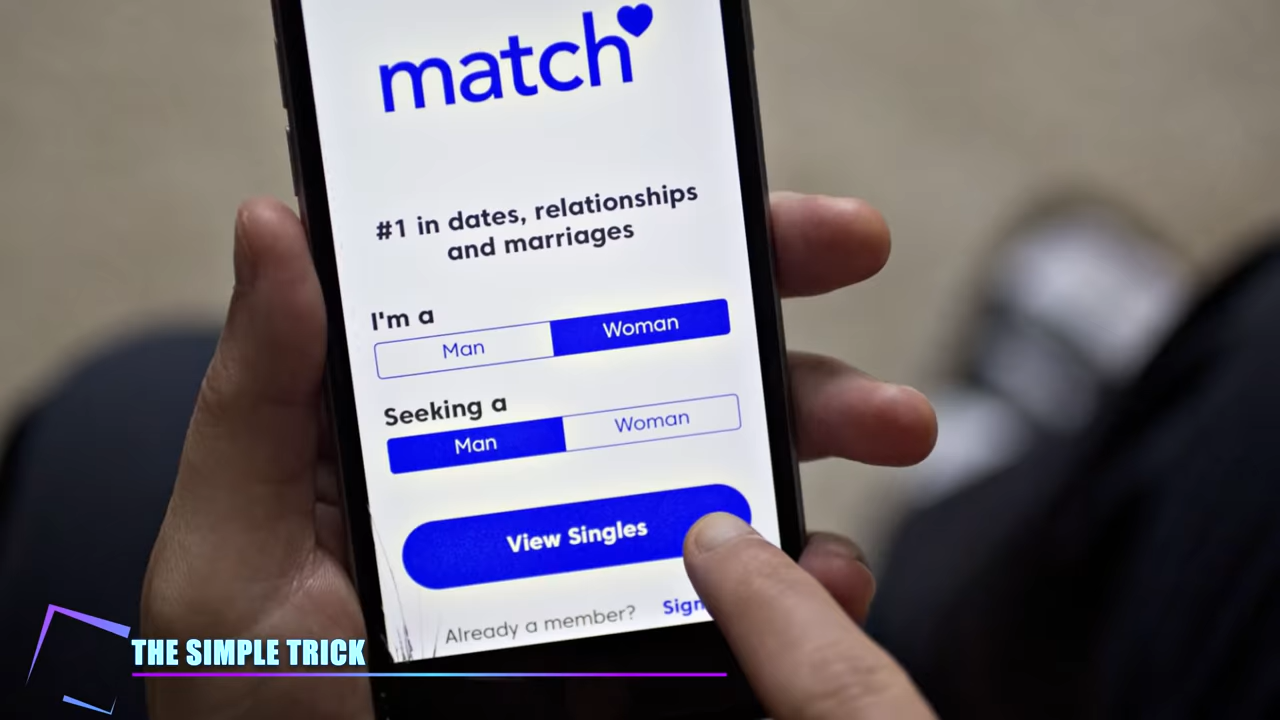 match
#1 in dates, relationships
and marriages
I'm a
Man Woman
Seeking a
Man Woman
View Singles
Already a member? Sign
THE SIMPLE TRICK